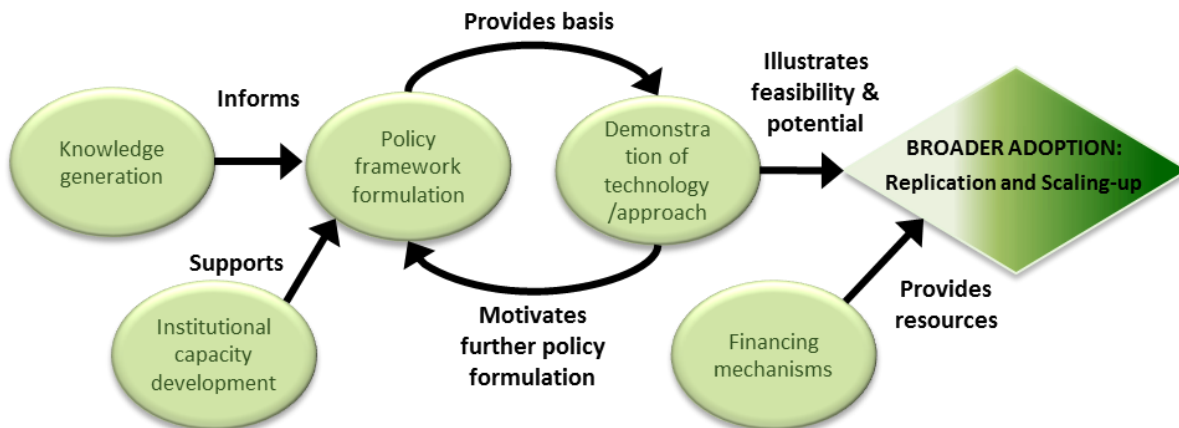 Provides basis
Illustrates
feasibility &
potential
Informs
Knowledge
generation
Policy
framework
formulation
Demonstra
tion of
technology
/approach
BROADER ADOPTION:
Replication and Scaling-up
Supports
Institutional
capacity
development
Motivates
further policy
formulation
Financing
mechanisms
Provides
resources